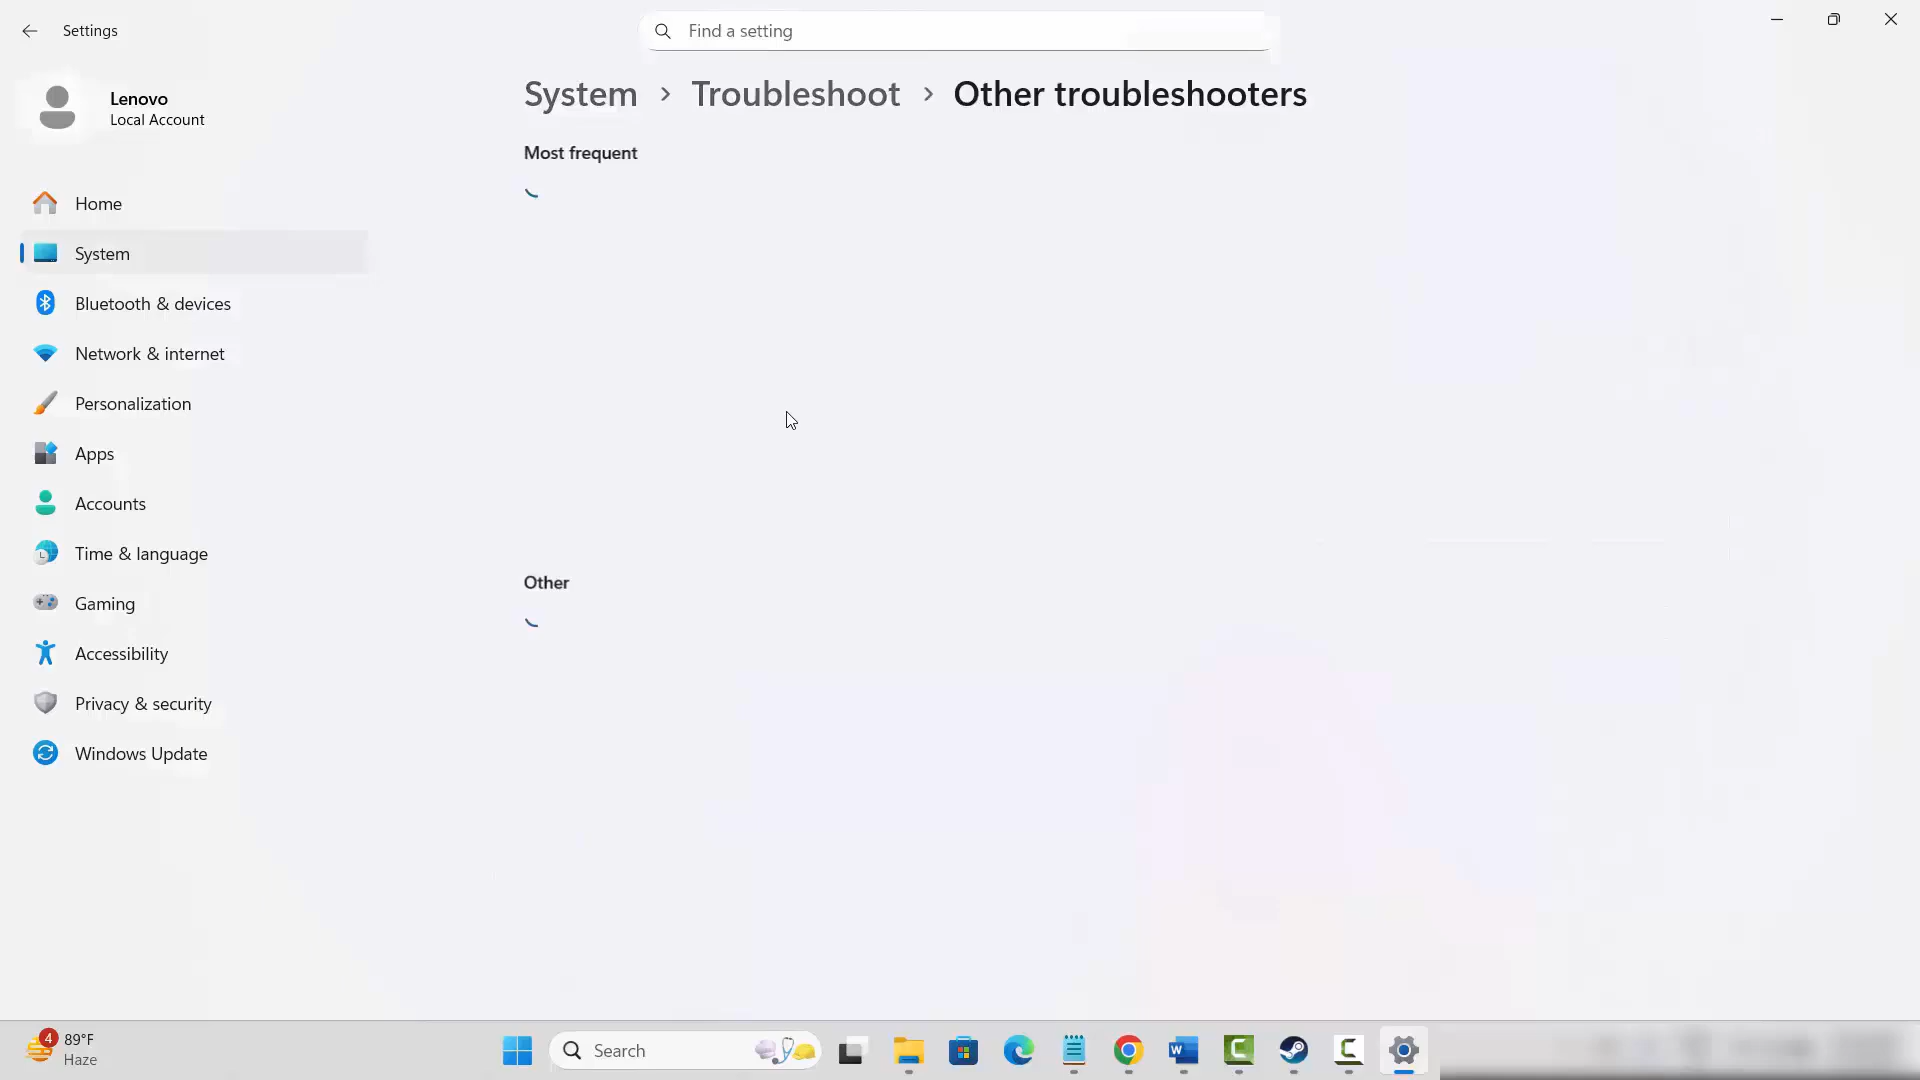 Settings
Find a setting
Lenovo
Local Account
System > Troubleshoot > Other troubleshooters
Most frequent
Home
System
Bluetooth & devices
Network & internet
Personalization
Apps
Accounts
Time & language
Other
Gaming
Accessibility
Privacy & security
Windows Update
4
89°F
Haze
Search